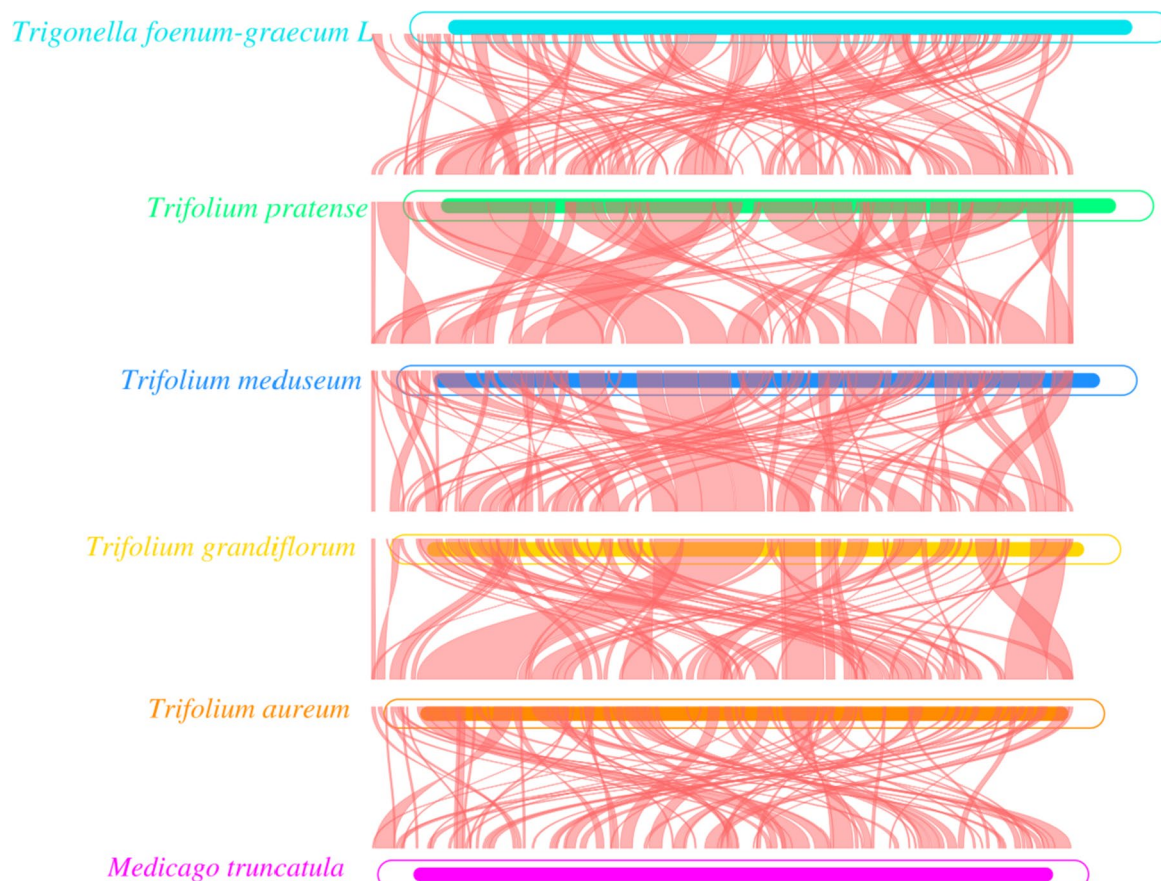 Trigonella foenum-graecum L
Trifolium pratense
Trifolium meduseum
Trifolium grandiflorum
Trifolium aureum
Medicago truncatula